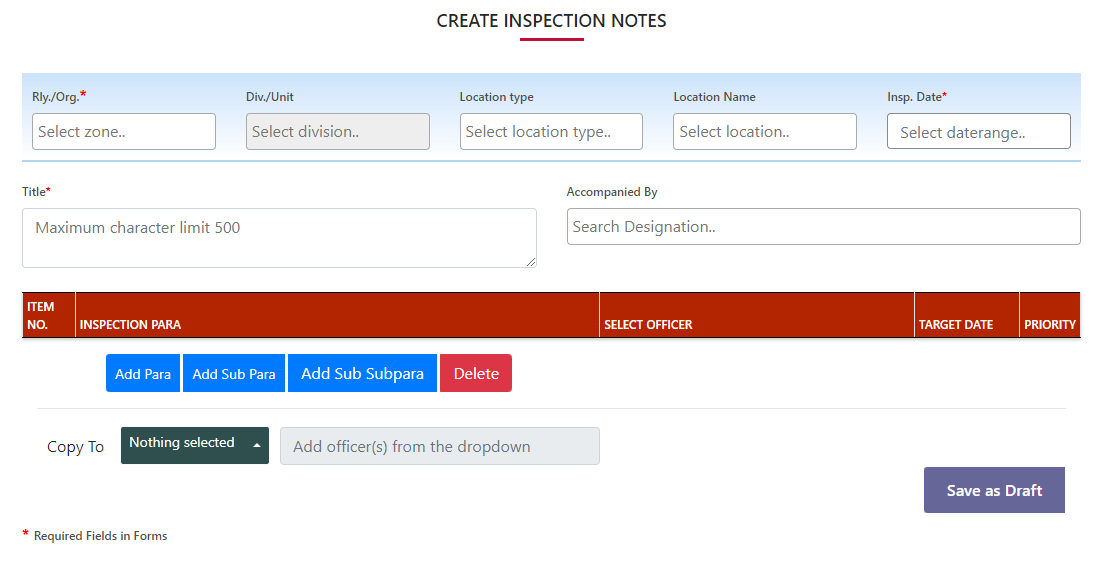 CREATE INSPECTION NOTES
Rly./Org.* Div./Unit Location type Location Name Insp. Date*
Select zone.. Select division.. Select location type.. Select location.. Select daterange..
Title* Accompanied By
Maximum character limit 500 Search Designation..
ITEM
NO. INSPECTION PARA SELECT OFFICER TARGET DATE PRIORITY
Add Para Add Sub Para Add Sub Subpara Delete
Copy To Nothing selected Add officer(s) from the dropdown
Save as Draft
* Required Fields in Forms